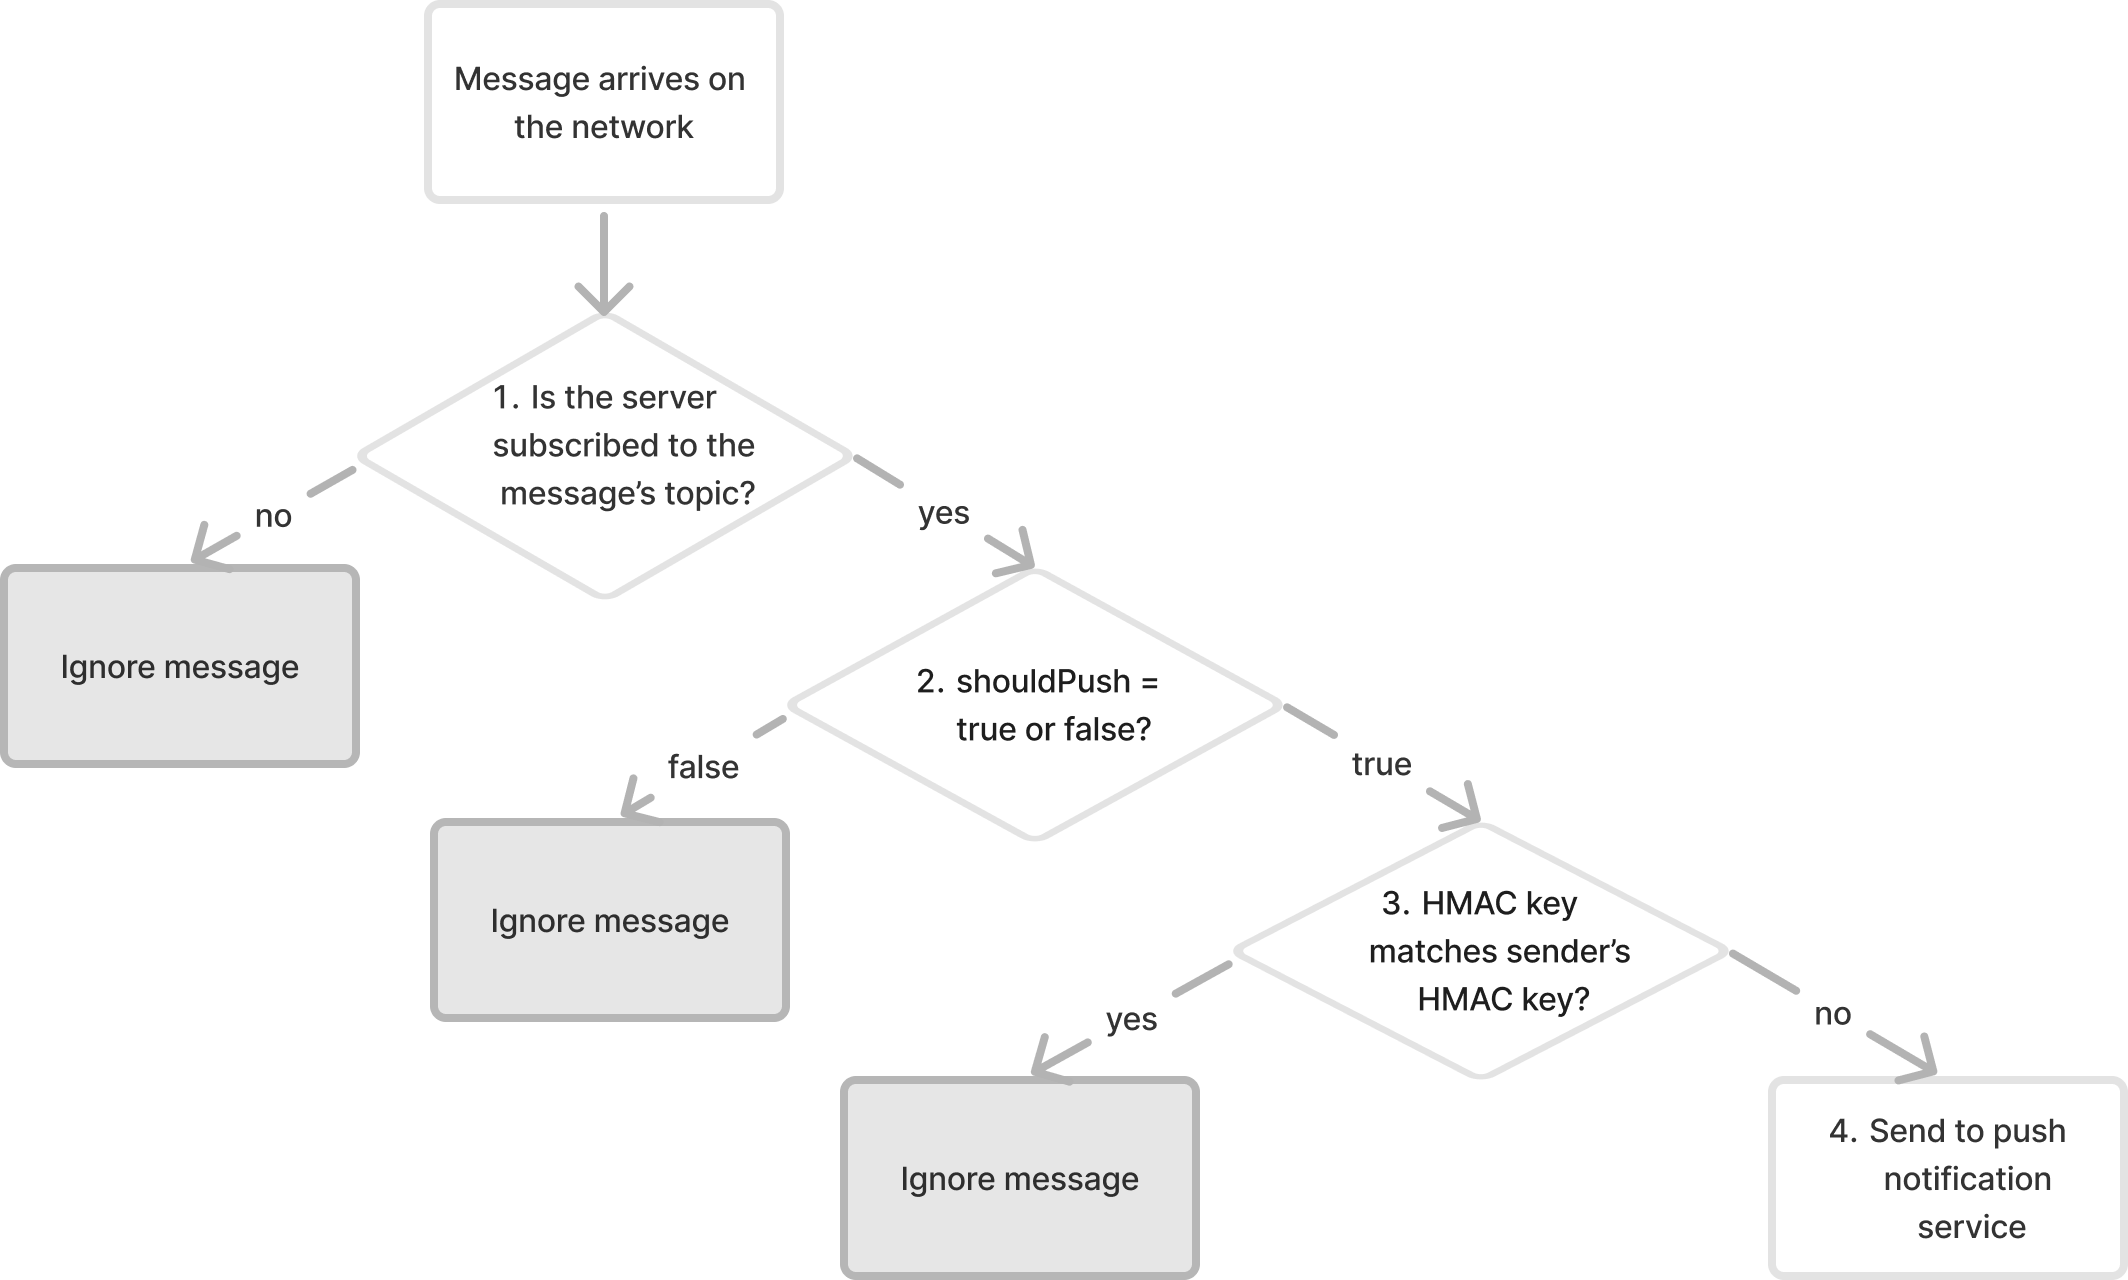 Message arrives on
the network
1. Is the server
subscribed to the
message’s topic?
no
yes
Ignore message
2. shouldPush =
true or false?
false
true
Ignore message
3. HMAC key
matches sender’s
HMAC key?
yes
no
Ignore message
4. Send to push
notification
service